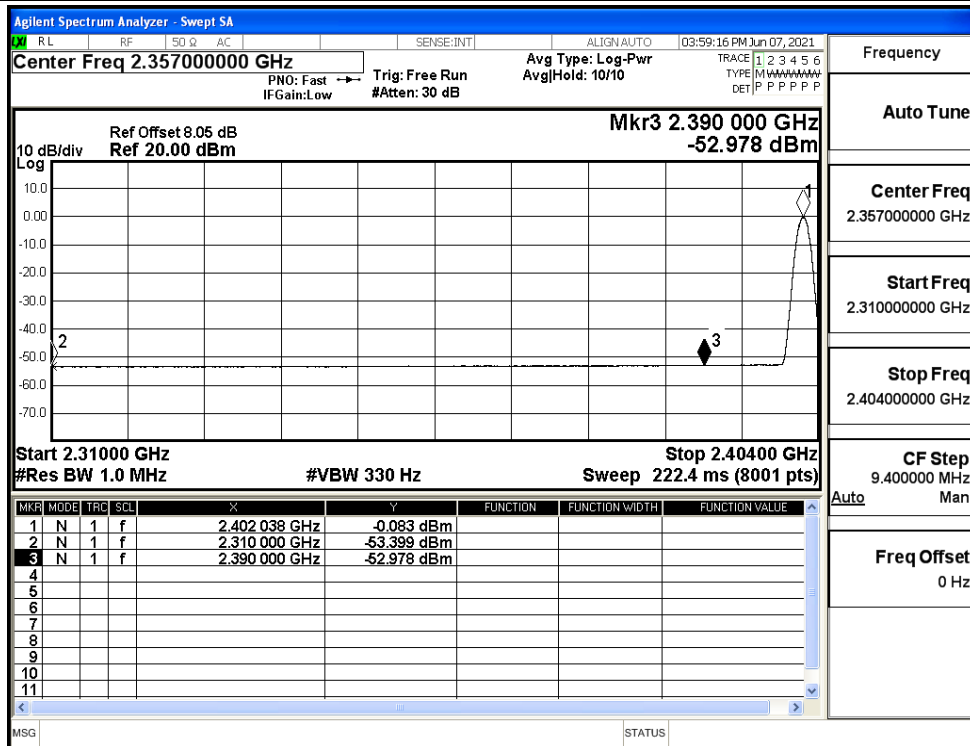 Agilent Spectrum Analyzer - Swept SA
LXI RL RF 50 Ω AC SENSE:INT ALIGN AUTO 03:59:16 PM Jun 07, 2021
Center Freq 2.357000000 GHz
PNO: Fast
IFGain:Low
Trig: Free Run
#Atten: 30 dB
Avg Type: Log-Pwr
Avg|Hold: 10/10
TRACE 1 2 3 4 5 6
TYPE M WWWWW
DET P P P P P P
Ref Offset 8.05 dB
10 dB/div Ref 20.00 dBm
Log
Mkr3 2.390 000 GHz
-52.978 dBm
10.0
0.00
-10.0
-20.0
-30.0
-40.0
-50.0
-60.0
-70.0
1
2
3
Start 2.31000 GHz Stop 2.40400 GHz
#Res BW 1.0 MHz #VBW 330 Hz Sweep 222.4 ms (8001 pts)
MKR MODE TRC SCL X Y FUNCTION FUNCTION WIDTH FUNCTION VALUE
1 N 1 f 2.402 038 GHz -0.083 dBm
2 N 1 f 2.310 000 GHz -53.399 dBm
3 N 1 f 2.390 000 GHz -52.978 dBm
4
5
6
7
8
9
10
11
MSG STATUS
Frequency
Auto Tune
Center Freq
2.357000000 GHz
Start Freq
2.310000000 GHz
Stop Freq
2.404000000 GHz
CF Step
9.400000 MHz
Auto Man
Freq Offset
0 Hz